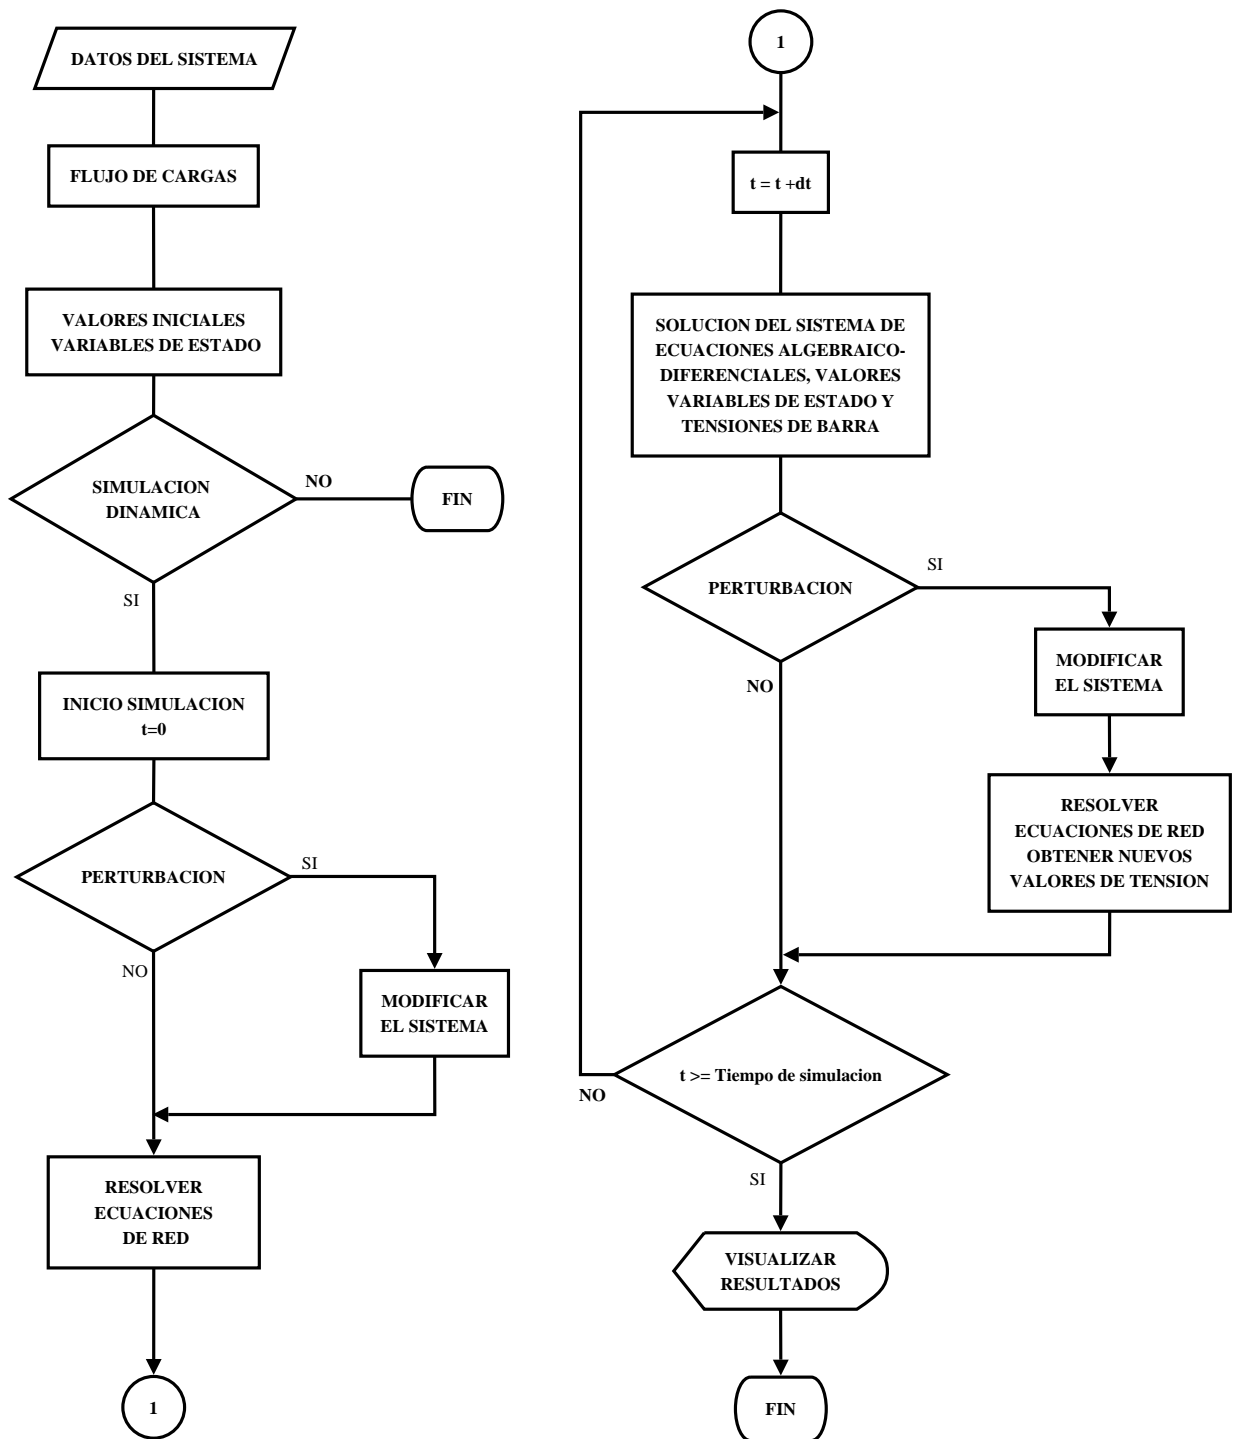 DATOS DEL SISTEMA
FLUJO DE CARGAS
VALORES INICIALES
VARIABLES DE ESTADO
SIMULACION
DINAMICA
NO
FIN
SI
INICIO SIMULACION
t=0
PERTURBACION
SI
NO
MODIFICAR
EL SISTEMA
RESOLVER
ECUACIONES
DE RED
1
1
t = t +dt
SOLUCION DEL SISTEMA DE
ECUACIONES ALGEBRAICO-
DIFERENCIALES, VALORES
VARIABLES DE ESTADO Y
TENSIONES DE BARRA
PERTURBACION
SI
NO
MODIFICAR
EL SISTEMA
RESOLVER
ECUACIONES DE RED
OBTENER NUEVOS
VALORES DE TENSION
t >= Tiempo de simulacion
NO
SI
VISUALIZAR
RESULTADOS
FIN